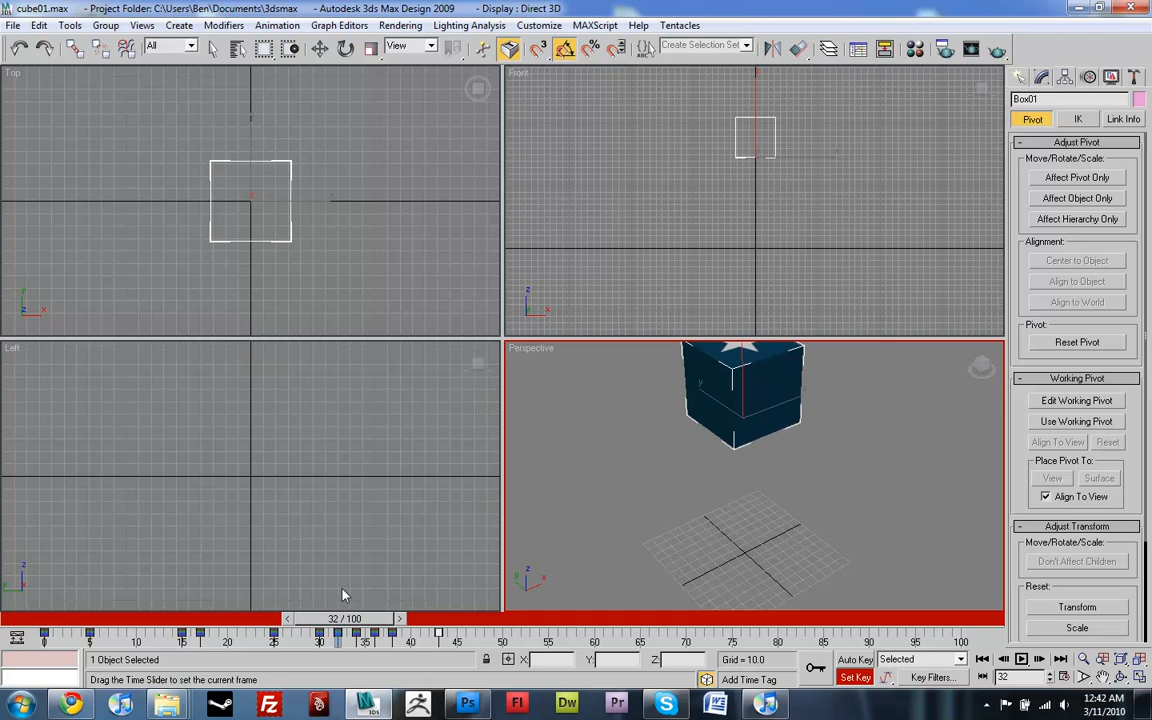 cube01.max - Project Folder: C:\Users\Ben\Documents\3dsmax - Autodesk 3ds Max Design 2009 - Display : Direct 3D
File Edit Tools Group Views Create Modifiers Animation Graph Editors Rendering Lighting Analysis Customize MAXScript Help Tentacles
All View Create Selection Set
Top Front
Box01
Pivot IK Link Info
- Adjust Pivot
Move/Rotate/Scale:
Affect Pivot Only
Affect Object Only
Affect Hierarchy Only
Alignment:
Center to Object
Align to Object
Align to World
Pivot:
Reset Pivot
- Working Pivot
Edit Working Pivot
Use Working Pivot
Align To View Reset
Place Pivot To:
View Surface
Align To View
- Adjust Transform
Move/Rotate/Scale:
Don't Affect Children
Reset:
Transform
Scale
Left Perspective
< 32 / 100 >
0 5 10 15 20 25 30 35 40 45 50 55 60 65 70 75 80 85 90 95 100
1 Object Selected X: Y: Z: Grid = 10.0 Auto Key Selected
Drag the Time Slider to set the current frame Add Time Tag Set Key Key Filters... 32
Ps Fl Dw Pr W 12:42 AM
3/11/2010